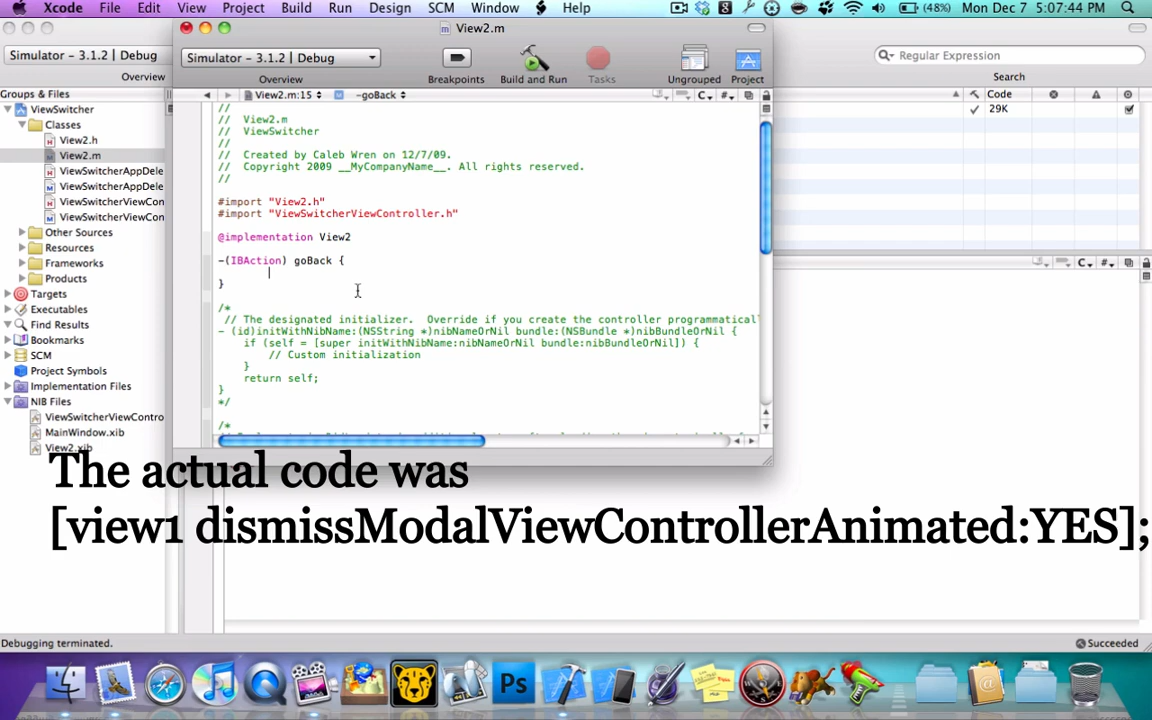 Xcode File Edit View Project Build Run Design SCM Window Help (48%) Mon Dec 7 5:07:44 PM
View2.m
Simulator - 3.1.2 | Debug
Overview
Simulator - 3.1.2 | Debug
Overview
Breakpoints
Build and Run
Tasks
Ungrouped
Project
Regular Expression
Search
Groups & Files
Code
29K
ViewSwitcher
Classes
View2.h
View2.m
ViewSwitcherAppDele
ViewSwitcherAppDele
ViewSwitcherViewCon
ViewSwitcherViewCon
Other Sources
Resources
Frameworks
Products
Targets
Executables
Find Results
Bookmarks
SCM
Project Symbols
Implementation Files
NIB Files
ViewSwitcherViewContro
MainWindow.xib
View2.xib
View2.m:15 -goBack C #
//
// View2.m
// ViewSwitcher
//
// Created by Caleb Wren on 12/7/09.
// Copyright 2009 __MyCompanyName__. All rights reserved.
//
#import "View2.h"
#import "ViewSwitcherViewController.h"
@implementation View2
-(IBAction) goBack {
}
/*
// The designated initializer. Override if you create the controller programmaticall
- (id)initWithNibName:(NSString *)nibNameOrNil bundle:(NSBundle *)nibBundleOrNil {
if (self = [super initWithNibName:nibNameOrNil bundle:nibBundleOrNil]) {
// Custom initialization
}
return self;
}
*/
/*
C #
The actual code was
[view1 dismissModalViewControllerAnimated:YES];
Debugging terminated.
Succeeded
Ps